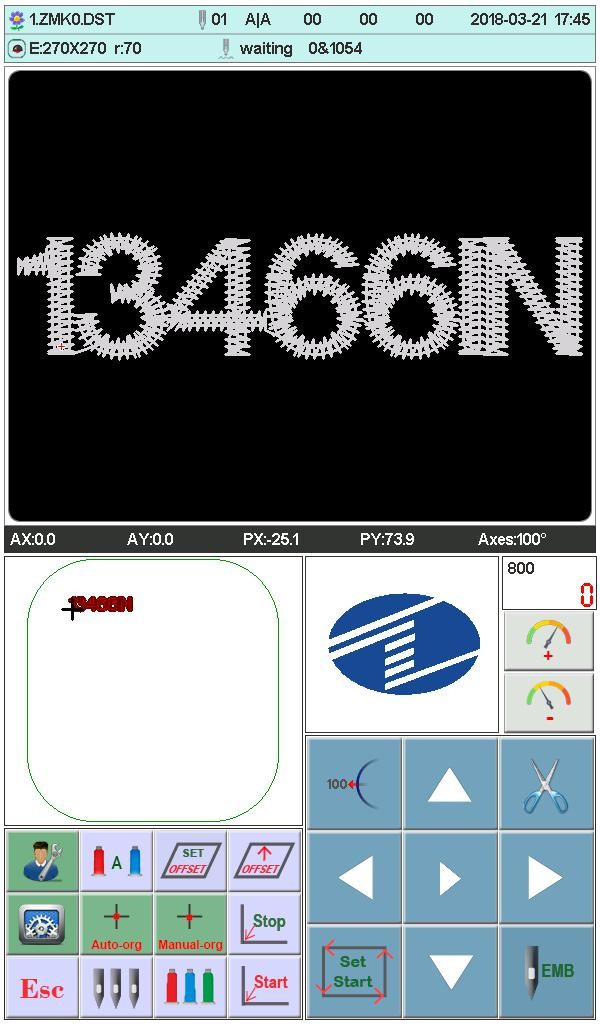 1.ZMK0.DST 01 A|A 00 00 00 2018-03-21 17:45
E:270X270 r:70 waiting 0&1054
13466IN
AX:0.0 AY:0.0 PX:-25.1 PY:73.9 Axes:100°
13466IN
800
0
+
-
100
A
SET
OFFSET
OFFSET
Auto-org
Manual-org
Stop
Set
Start
EMB
Esc
Start